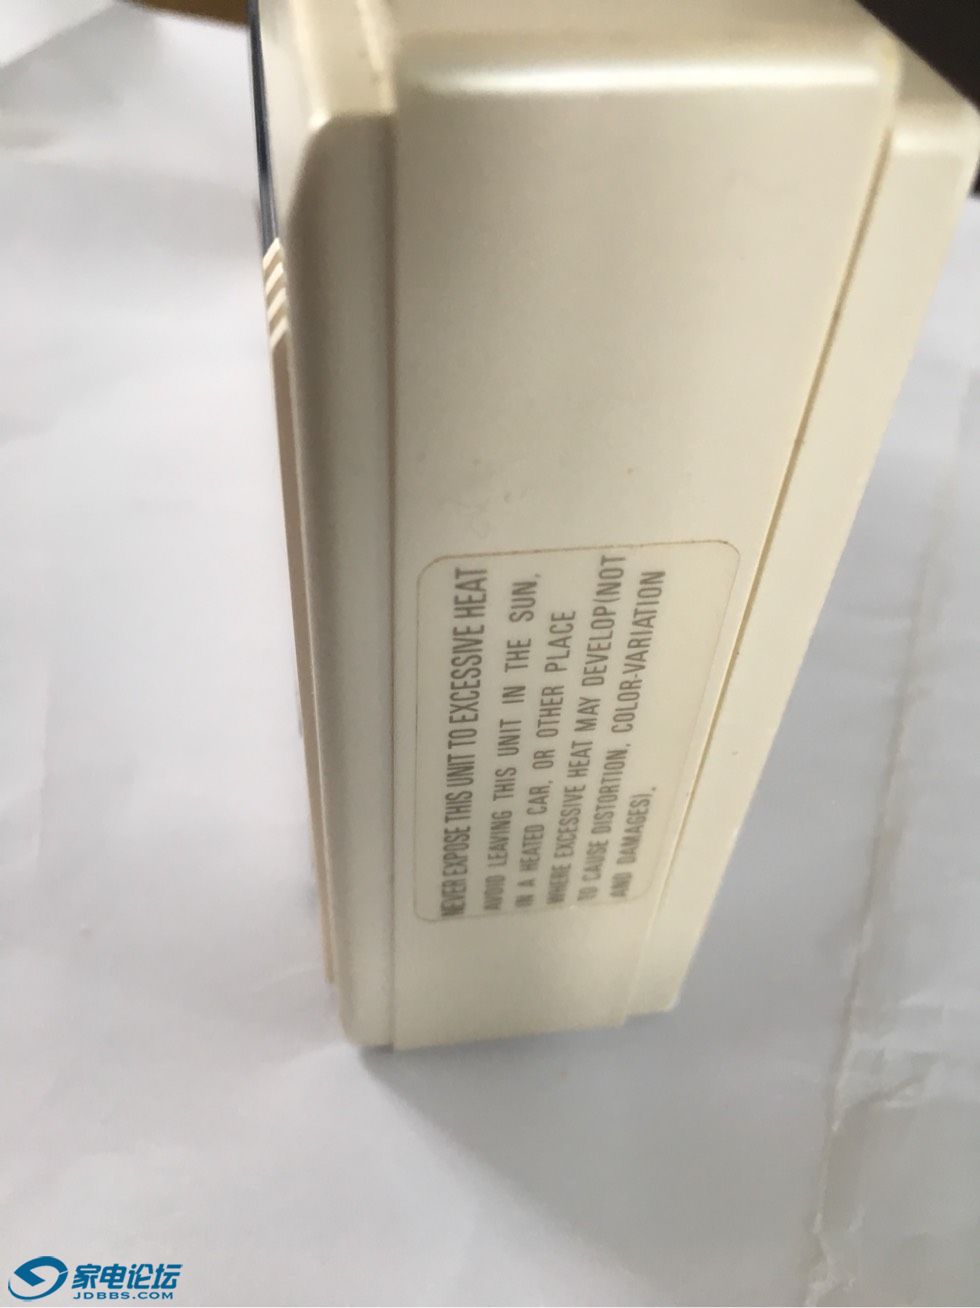 NEVER EXPOSE THIS UNIT TO EXCESSIVE HEAT
AVOID LEAVING THIS UNIT IN THE SUN,
IN A HEATED CAR, OR OTHER PLACE
WHERE EXCESSIVE HEAT MAY DEVELOP(NOT
TO CAUSE DISTORTION, COLOR-VARIATION
AND DAMAGES).
家电论坛
JDBBS.COM